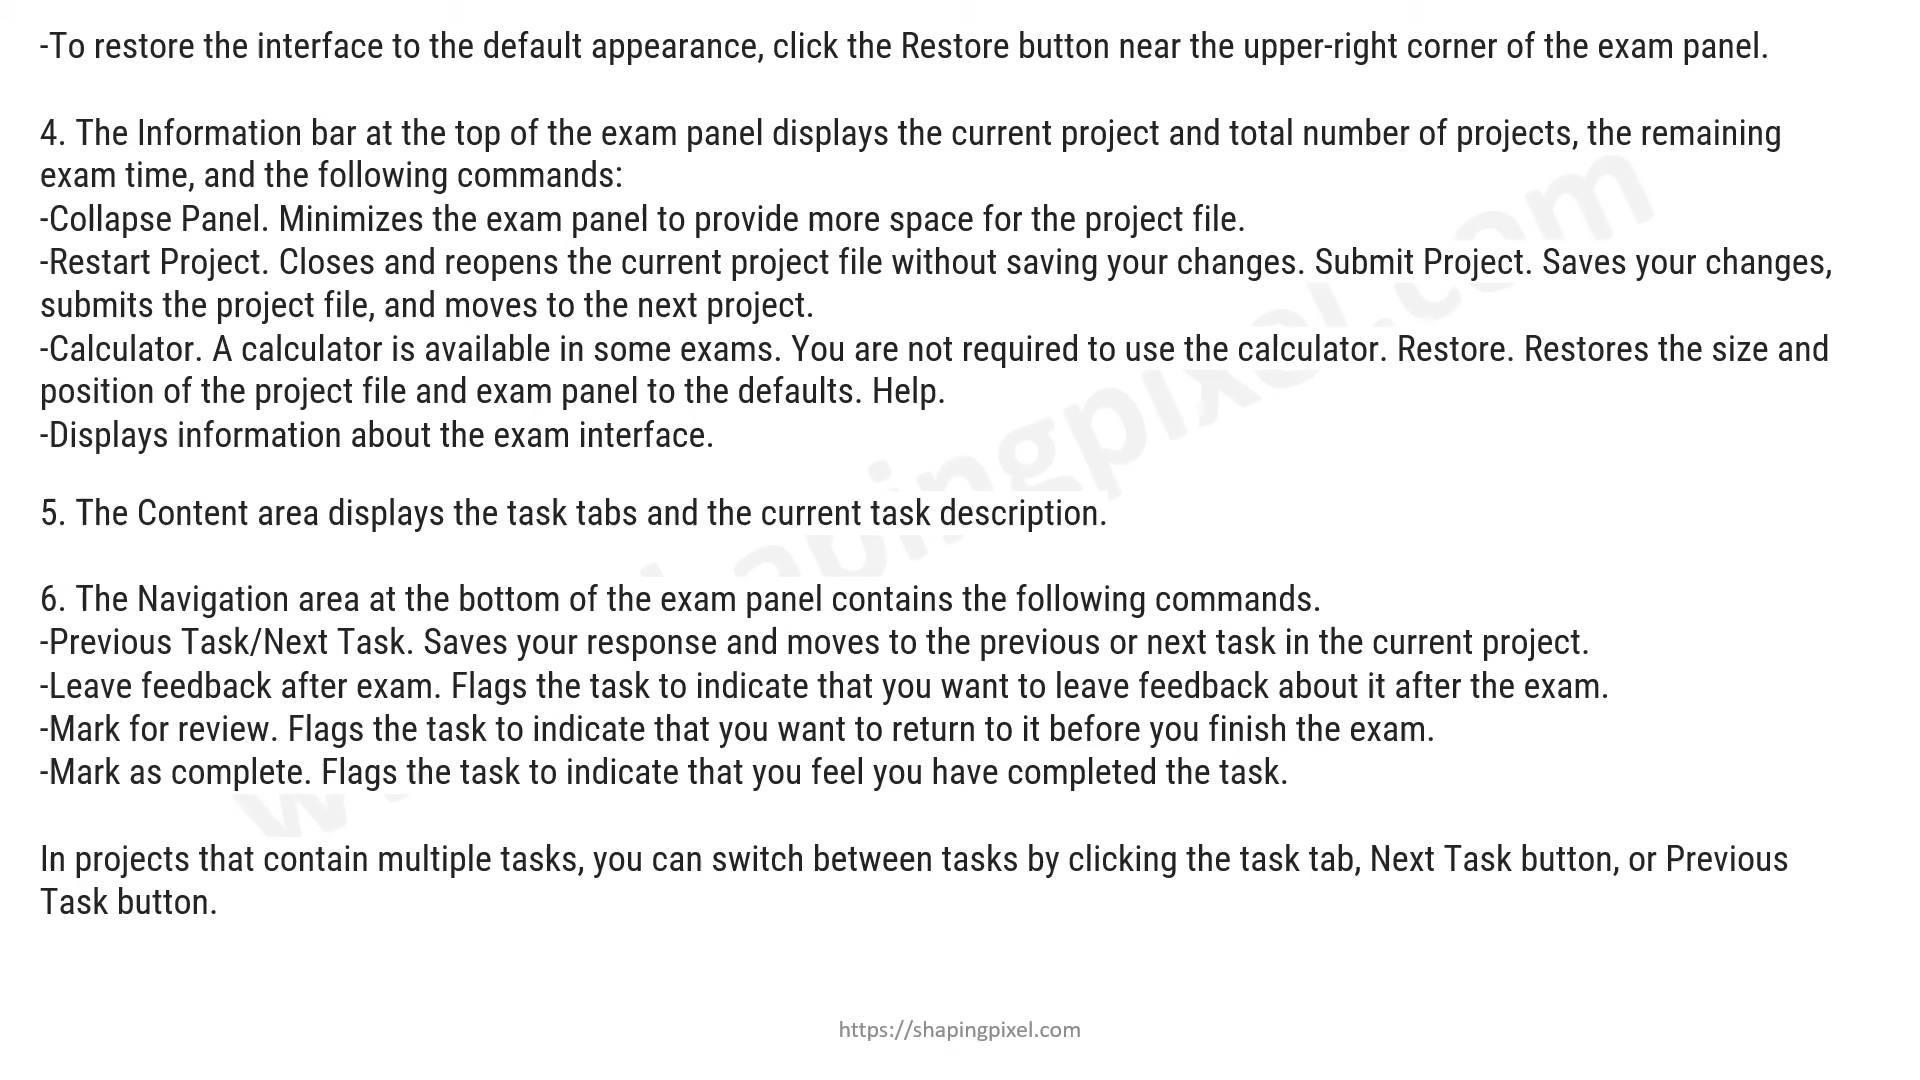 -To restore the interface to the default appearance, click the Restore button near the upper-right corner of the exam panel.
4. The Information bar at the top of the exam panel displays the current project and total number of projects, the remaining
exam time, and the following commands:
-Collapse Panel. Minimizes the exam panel to provide more space for the project file.
-Restart Project. Closes and reopens the current project file without saving your changes. Submit Project. Saves your changes,
submits the project file, and moves to the next project.
-Calculator. A calculator is available in some exams. You are not required to use the calculator. Restore. Restores the size and
position of the project file and exam panel to the defaults. Help.
-Displays information about the exam interface.
5. The Content area displays the task tabs and the current task description.
6. The Navigation area at the bottom of the exam panel contains the following commands.
-Previous Task/Next Task. Saves your response and moves to the previous or next task in the current project.
-Leave feedback after exam. Flags the task to indicate that you want to leave feedback about it after the exam.
-Mark for review. Flags the task to indicate that you want to return to it before you finish the exam.
-Mark as complete. Flags the task to indicate that you feel you have completed the task.
In projects that contain multiple tasks, you can switch between tasks by clicking the task tab, Next Task button, or Previous
Task button.
https://shapingpixel.com